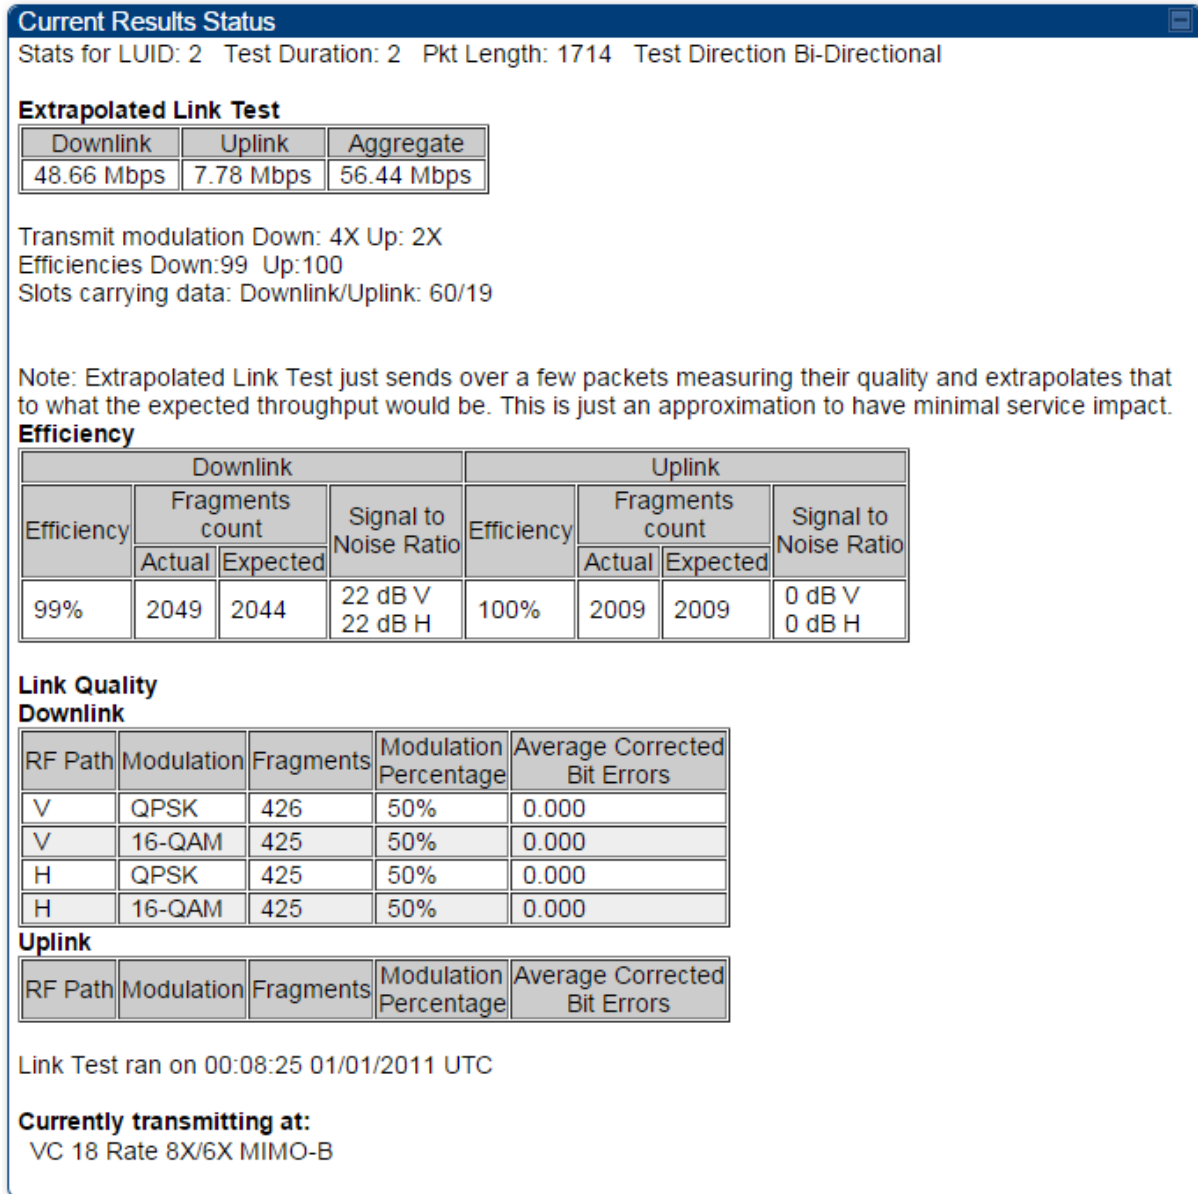 Current Results Status
Stats for LUID: 2 Test Duration: 2 Pkt Length: 1714 Test Direction Bi-Directional
Extrapolated Link Test
Downlink Uplink Aggregate
48.66 Mbps 7.78 Mbps 56.44 Mbps
Transmit modulation Down: 4X Up: 2X
Efficiencies Down:99 Up:100
Slots carrying data: Downlink/Uplink: 60/19
Note: Extrapolated Link Test just sends over a few packets measuring their quality and extrapolates that
to what the expected throughput would be. This is just an approximation to have minimal service impact.
Efficiency
Downlink Uplink
Efficiency Fragments count Signal to Noise Ratio Efficiency Fragments count Signal to Noise Ratio
Actual Expected Actual Expected
99% 2049 2044 22 dB V 22 dB H 100% 2009 2009 0 dB V 0 dB H
Link Quality
Downlink
RF Path Modulation Fragments Modulation Percentage Average Corrected Bit Errors
V QPSK 426 50% 0.000
V 16-QAM 425 50% 0.000
H QPSK 425 50% 0.000
H 16-QAM 425 50% 0.000
Uplink
RF Path Modulation Fragments Modulation Percentage Average Corrected Bit Errors
Link Test ran on 00:08:25 01/01/2011 UTC
Currently transmitting at:
VC 18 Rate 8X/6X MIMO-B